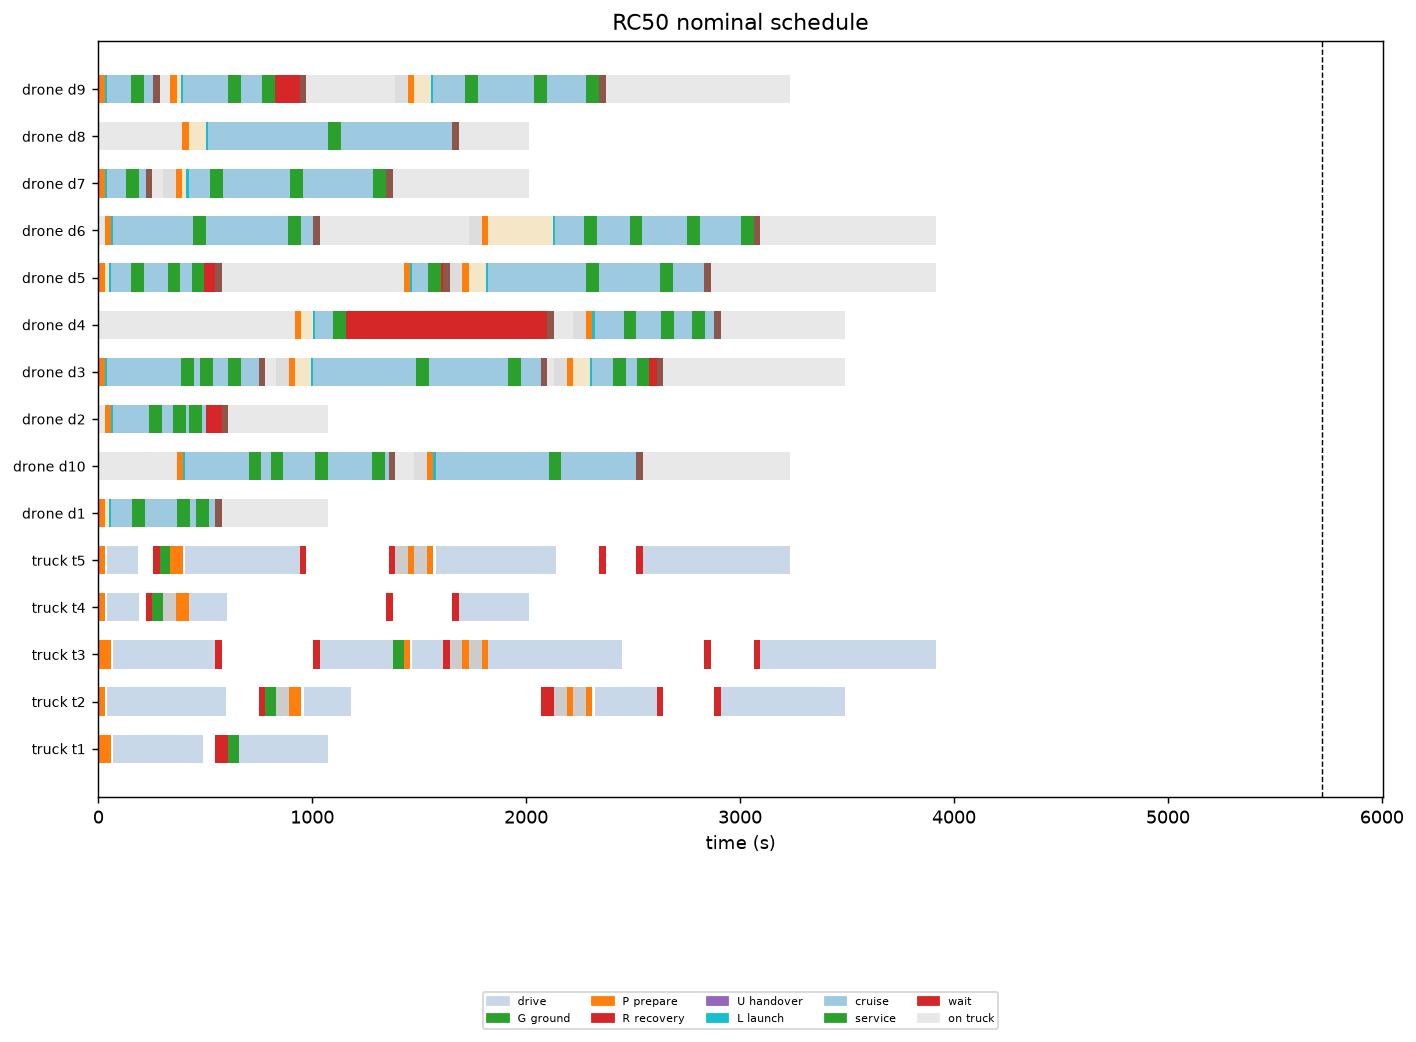 RC50 nominal schedule
drone d9
drone d8
drone d7
drone d6
drone d5
drone d4
drone d3
drone d2
drone d10
drone d1
truck t5
truck t4
truck t3
truck t2
truck t1
0 1000 2000 3000 4000 5000 6000
time (s)
drive P prepare U handover cruise wait
G ground R recovery L launch service on truck